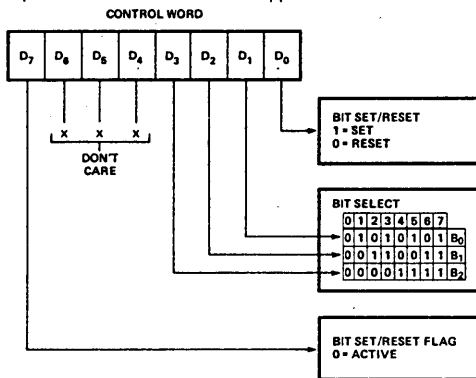 CONTROL WORD
D7 D6 D5 D4 D3 D2 D1 D0
X X X
DON'T
CARE
BIT SET/RESET
1 = SET
0 = RESET
BIT SELECT
0 1 2 3 4 5 6 7
0 1 0 1 0 1 0 1 B0
0 0 1 1 0 0 1 1 B1
0 0 0 0 1 1 1 1 B2
BIT SET/RESET FLAG
0 = ACTIVE